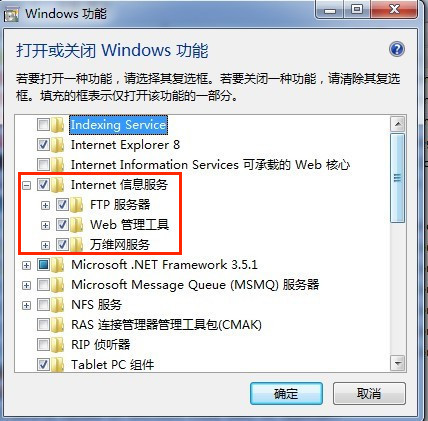 Windows 功能
打开或关闭 Windows 功能
若要打开一种功能，请选择其复选框。若要关闭一种功能，请清除其复选
框。填充的框表示仅打开该功能的一部分。
Indexing Service
Internet Explorer 8
Internet Information Services 可承载的 Web 核心
Internet 信息服务
FTP 服务器
Web 管理工具
万维网服务
Microsoft .NET Framework 3.5.1
Microsoft Message Queue (MSMQ) 服务器
NFS 服务
RAS 连接管理器管理工具包(CMAK)
RIP 侦听器
Tablet PC 组件
确定
取消